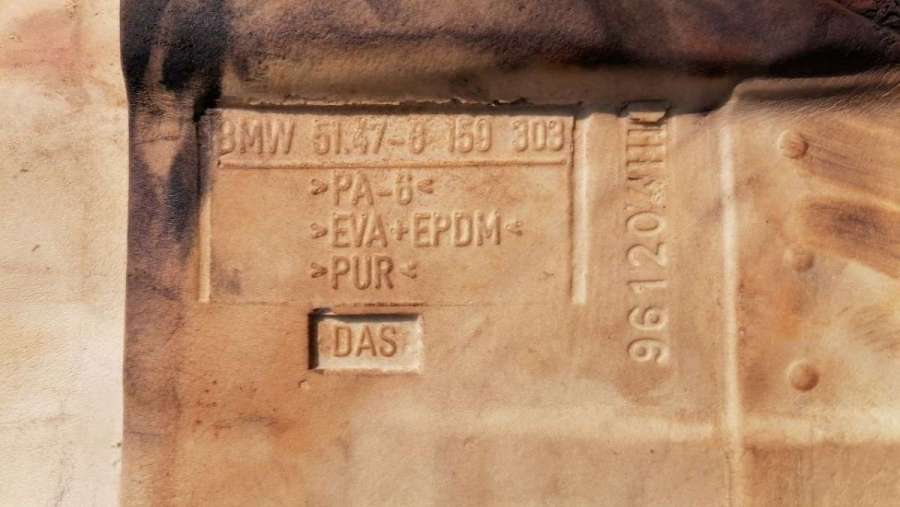 BMW 51.47-8 159 303
>PA-6<
>EVA+EPDM<
>PUR<
DAS
96120